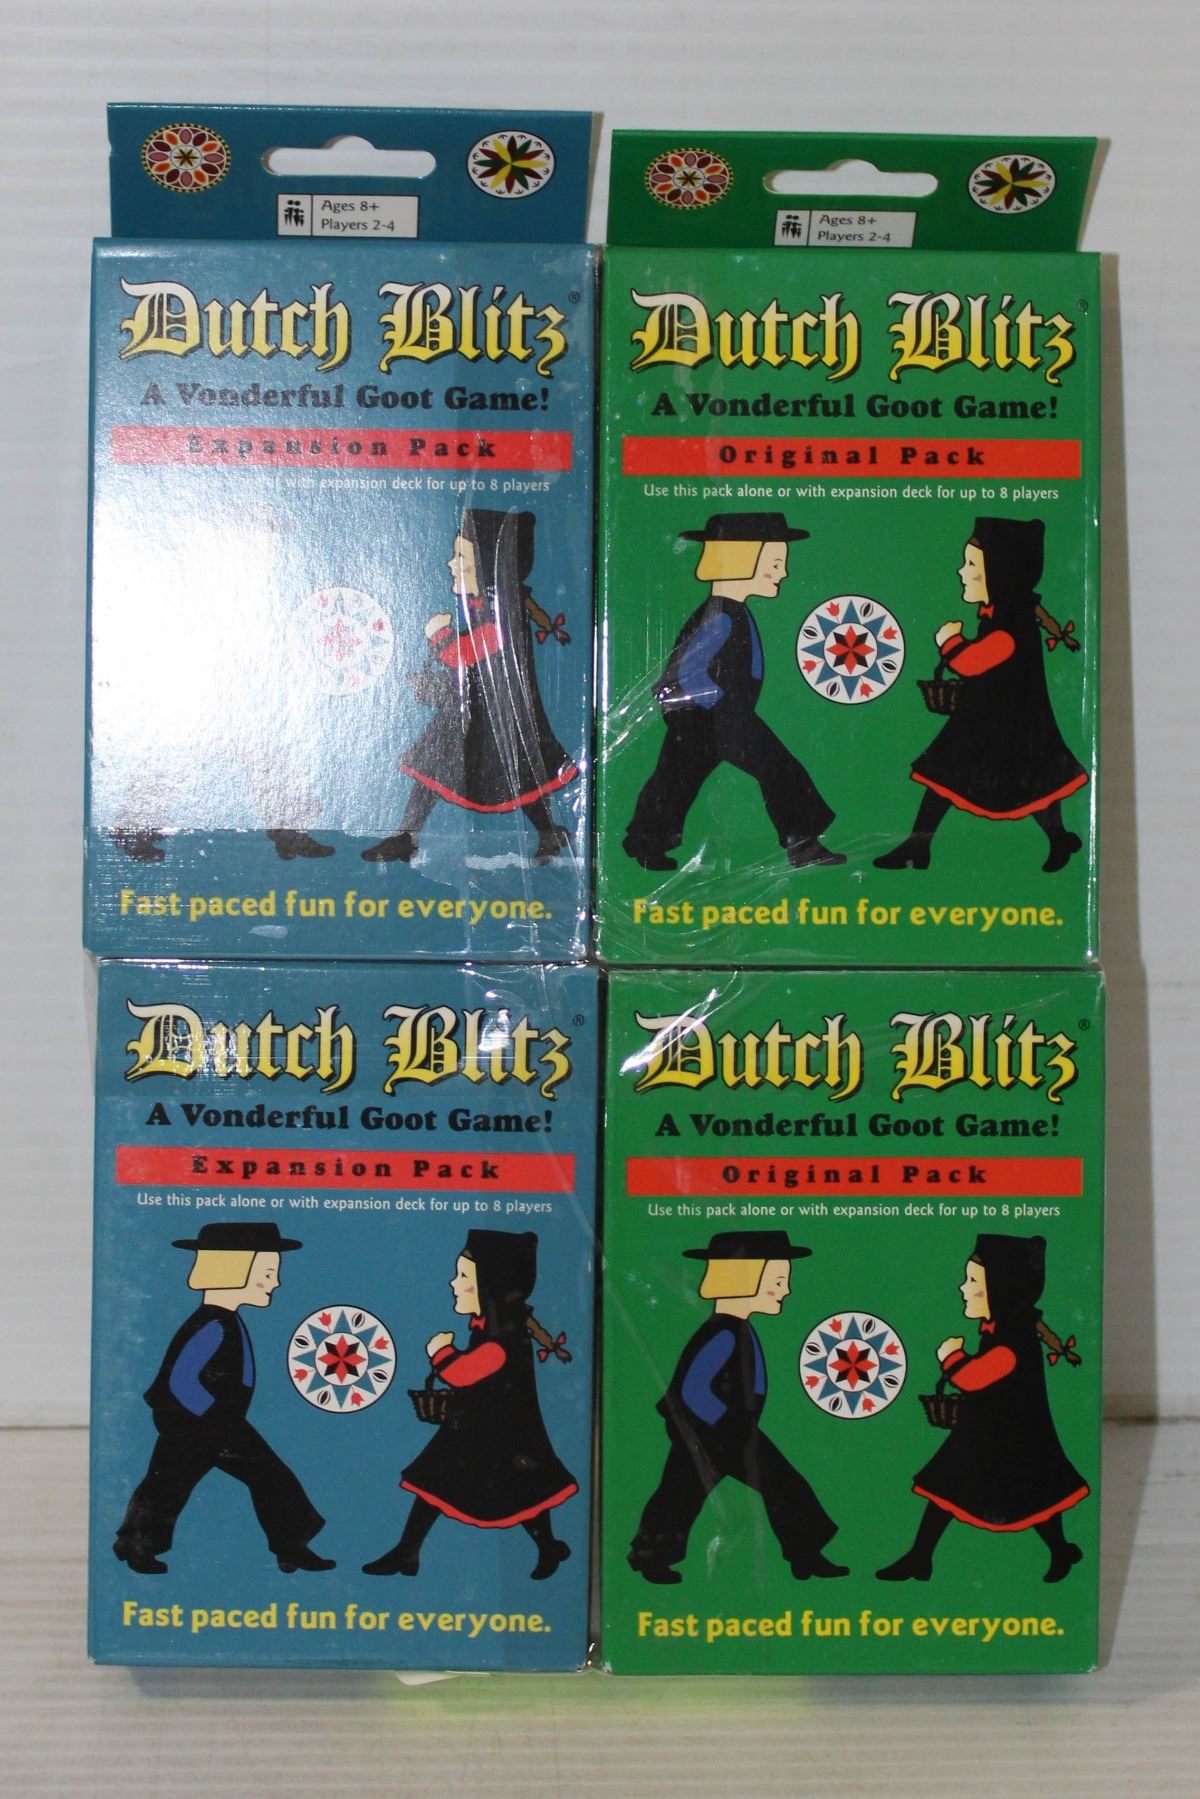 Ages 8+
Players 2-4
Dutch Blitz®
A Vonderful Goot Game!
Expansion Pack
with expansion deck for up to 8 players
Fast paced fun for everyone.
Ages 8+
Players 2-4
Dutch Blitz®
A Vonderful Goot Game!
Original Pack
Use this pack alone or with expansion deck for up to 8 players
Fast paced fun for everyone.
Dutch Blitz®
A Vonderful Goot Game!
Expansion Pack
Use this pack alone or with expansion deck for up to 8 players
Fast paced fun for everyone.
Dutch Blitz®
A Vonderful Goot Game!
Original Pack
Use this pack alone or with expansion deck for up to 8 players
Fast paced fun for everyone.